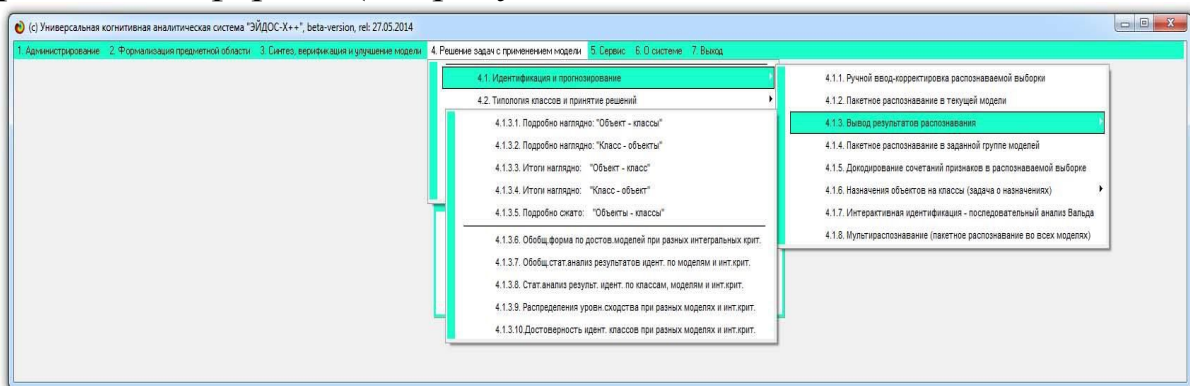 (c) Универсальная когнитивная аналитическая система "ЭЙДОС-X++", beta-version, rel: 27.05.2014
1. Администрирование 2. Формализация предметной области 3. Синтез, верификация и улучшение модели 4. Решение задач с применением модели 5. Сервис 6. О системе 7. Выход
4.1. Идентификация и прогнозирование
4.2. Типология классов и принятие решений
4.1.3.1. Подробно наглядно: "Объект - классы"
4.1.3.2. Подробно наглядно: "Класс - объекты"
4.1.3.3. Итоги наглядно: "Объект - класс"
4.1.3.4. Итоги наглядно: "Класс - объект"
4.1.3.5. Подробно сжато: "Объекты - классы"
4.1.3.6. Обобщ.форма по достов.моделей при разных интегральных крит.
4.1.3.7. Обобщ.стат.анализ результатов идент. по моделям и инт.крит.
4.1.3.8. Стат.анализ результ. идент. по классам, моделям и инт.крит.
4.1.3.9. Распределения уровн.сходства при разных моделях и инт.крит.
4.1.3.10.Достоверность идент. классов при разных моделях и инт.крит.
4.1.1. Ручной ввод-корректировка распознаваемой выборки
4.1.2. Пакетное распознавание в текущей модели
4.1.3. Вывод результатов распознавания
4.1.4. Пакетное распознавание в заданной группе моделей
4.1.5. Докодирование сочетаний признаков в распознаваемой выборке
4.1.6. Назначения объектов на классы (задача о назначениях)
4.1.7. Интерактивная идентификация - последовательный анализ Вальда
4.1.8. Мультираспознавание (пакетное распознавание во всех моделях)